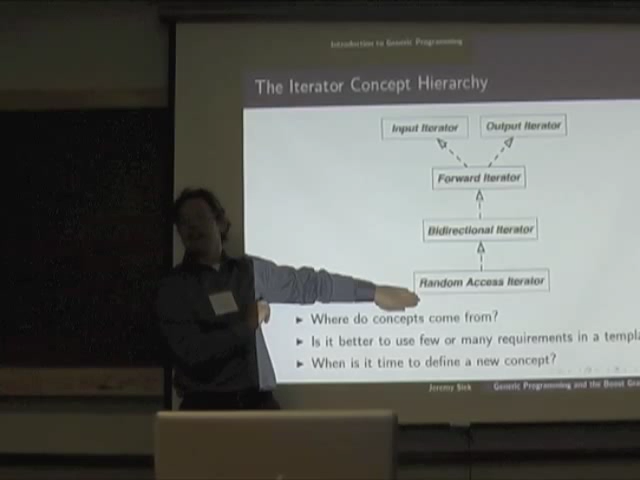 Introduction to Generic Programming
The Iterator Concept Hierarchy
Input Iterator
Output Iterator
Forward Iterator
Bidirectional Iterator
Random Access Iterator
Where do concepts come from?
Is it better to use few or many requirements in a templa
When is it time to define a new concept?
Jeremy Siek
Generic Programming and the Boost Gra